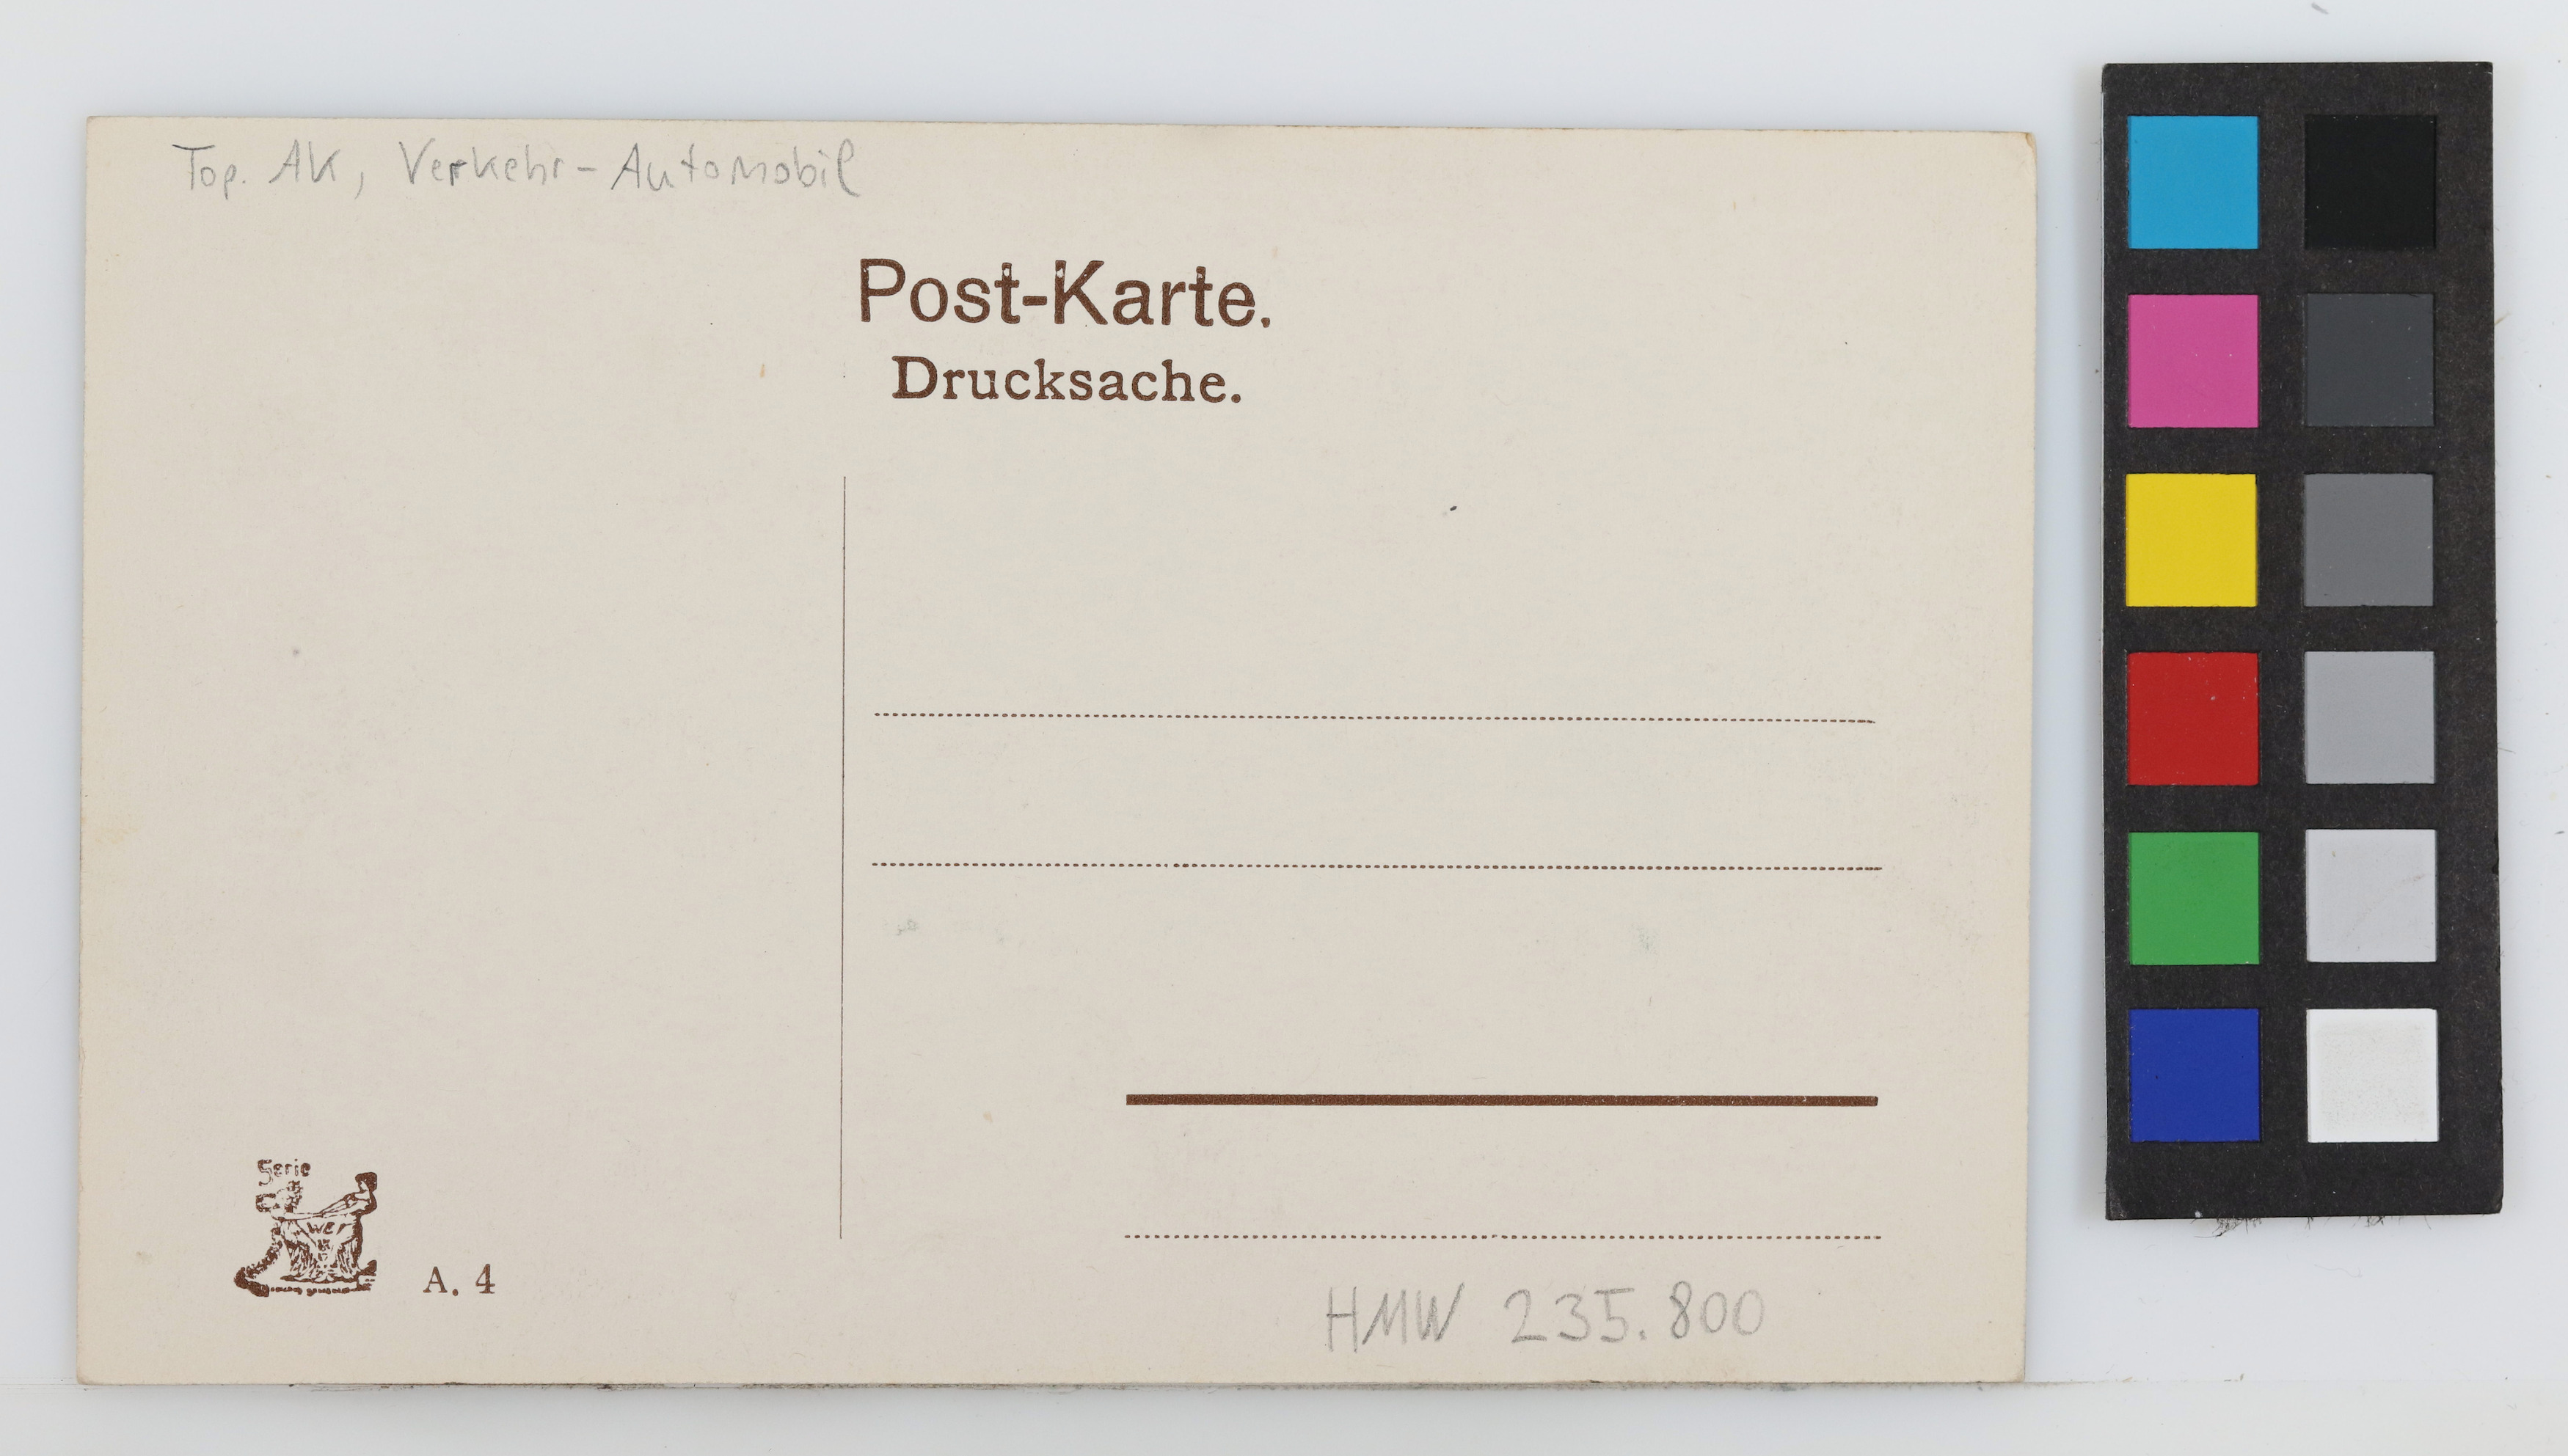 Top. AK, Verkehr-Automobil
Post-Karte.
Drucksache.
Serie
A. 4
HMW 235.800